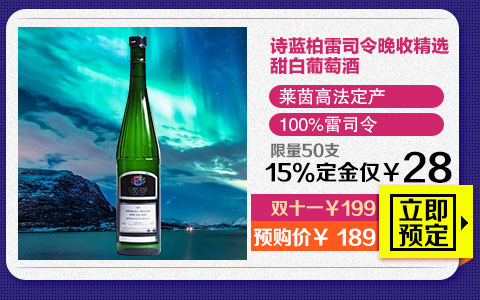 诗蓝柏雷司令晚收精选
甜白葡萄酒
莱茵高法定产
100%雷司令
限量50支
15%定金仅￥28
双十一￥199
预购价￥ 189
立即
预定